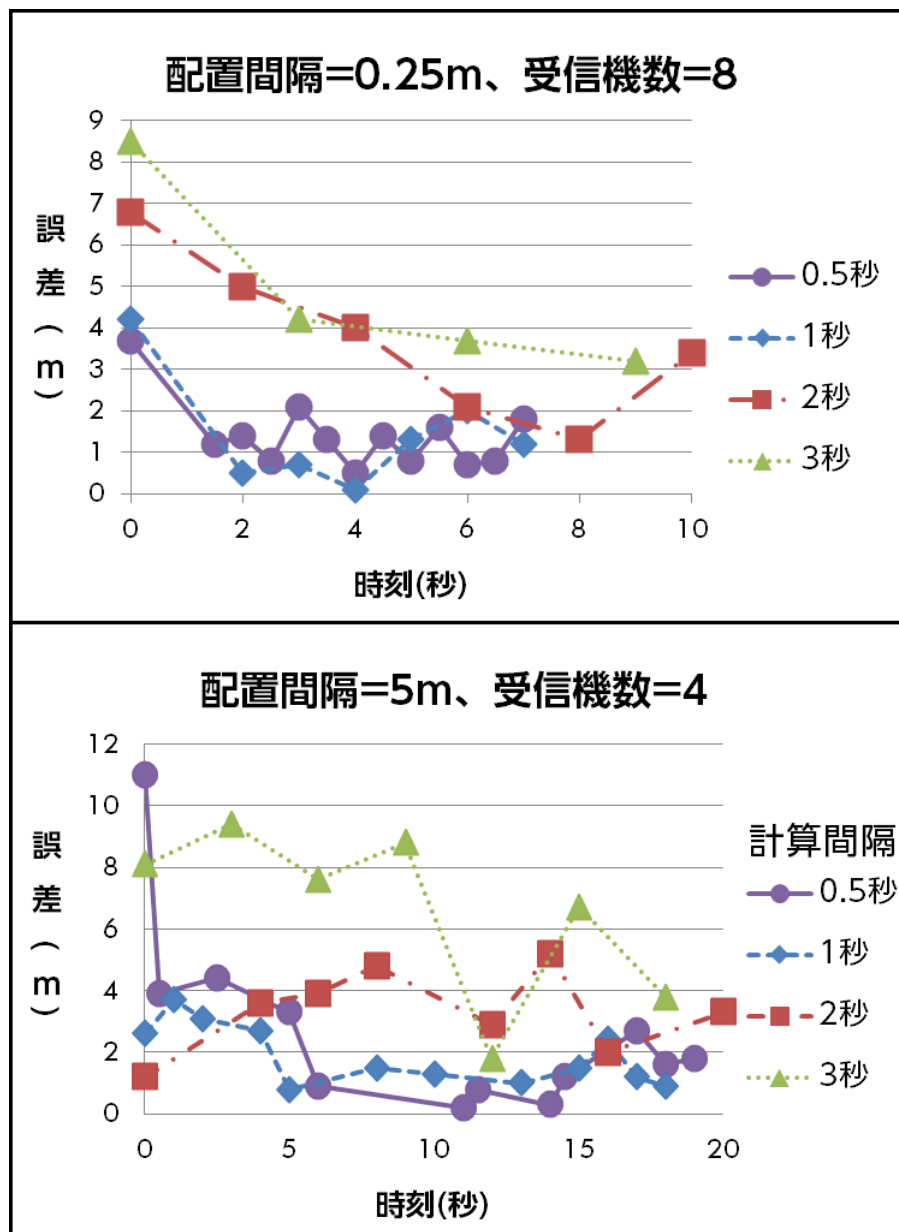 配置間隔=0.25m、受信機数=8
9
8
7
6
5
4
3
2
1
0
誤差(m)
0 2 4 6 8 10
時刻(秒)
0.5秒
1秒
2秒
3秒
配置間隔=5m、受信機数=4
12
10
8
6
4
2
0
誤差(m)
0 5 10 15 20
時刻(秒)
計算間隔
0.5秒
1秒
2秒
3秒